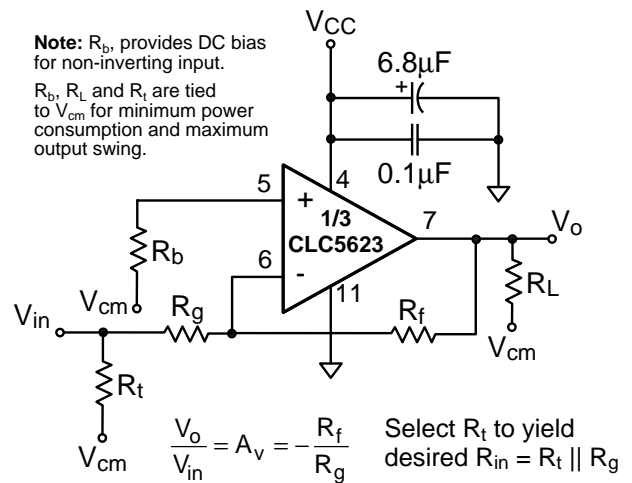 Note: Rb, provides DC bias
for non-inverting input.
Rb, RL and Rt are tied
to Vcm for minimum power
consumption and maximum
output swing.
VCC
6.8µF
+
0.1µF
5
4
+
1/3
CLC5623
7
Vo
Rb
6
-
11
RL
Vcm
Vin
Rg
Rf
Vcm
Rt
Vcm
Vo/Vin = Av = -Rf/Rg
Select Rt to yield
desired Rin = Rt || Rg